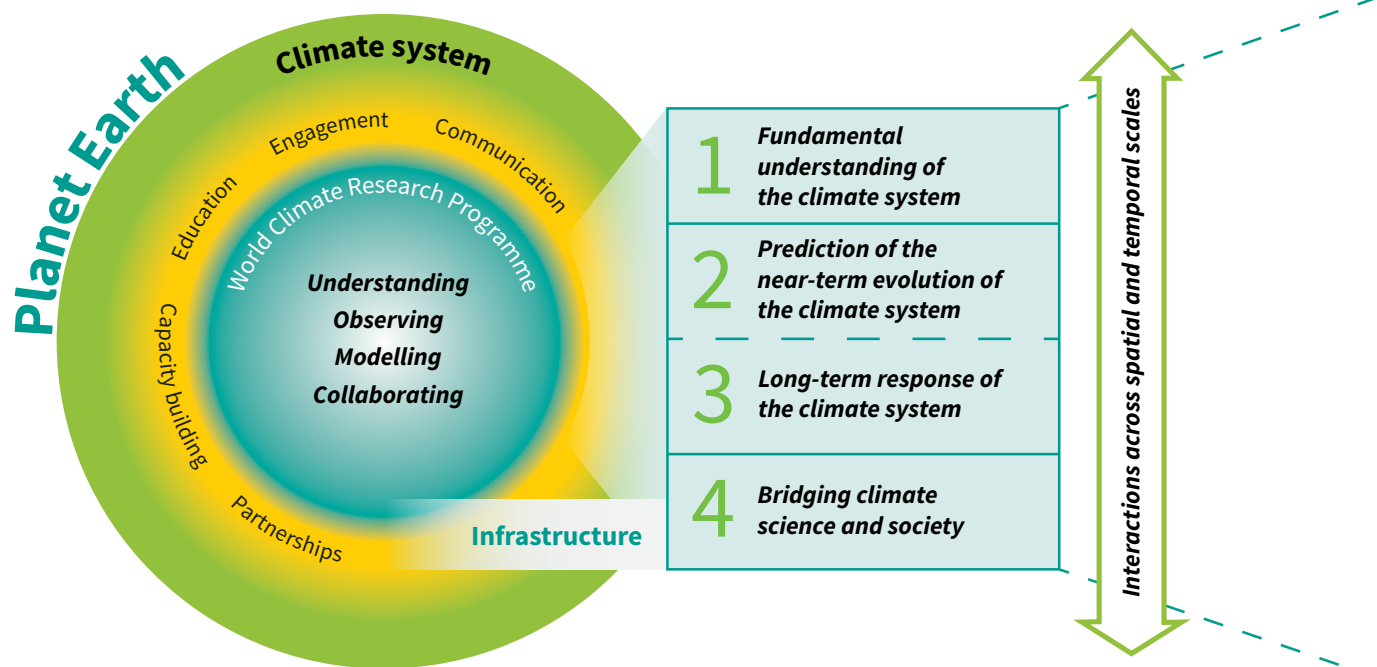 Planet Earth
Climate system
Engagement
Communication
Education
Capacity building
Partnerships
World Climate Research Programme
Understanding
Observing
Modelling
Collaborating
Infrastructure
1
Fundamental
understanding of
the climate system
2
Prediction of the
near-term evolution of
the climate system
3
Long-term response of
the climate system
4
Bridging climate
science and society
Interactions across spatial and temporal scales